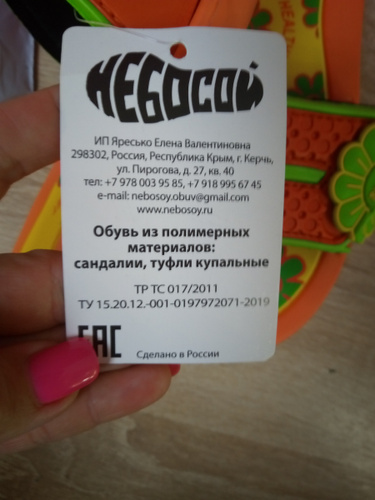 HEALTH
НЕБОСОЙ
ИП Яресько Елена Валентиновна
298302, Россия, Республика Крым, г. Керчь,
ул. Пирогова, д. 27, кв. 40
тел: +7 978 003 95 85, +7 918 995 67 45
e-mail: nebosoy.obuv@gmail.com
www.nebosoy.ru
Обувь из полимерных
материалов:
сандалии, туфли купальные
ТР ТС 017/2011
ТУ 15.20.12.-001-0197972071-2019
EAC
Сделано в России